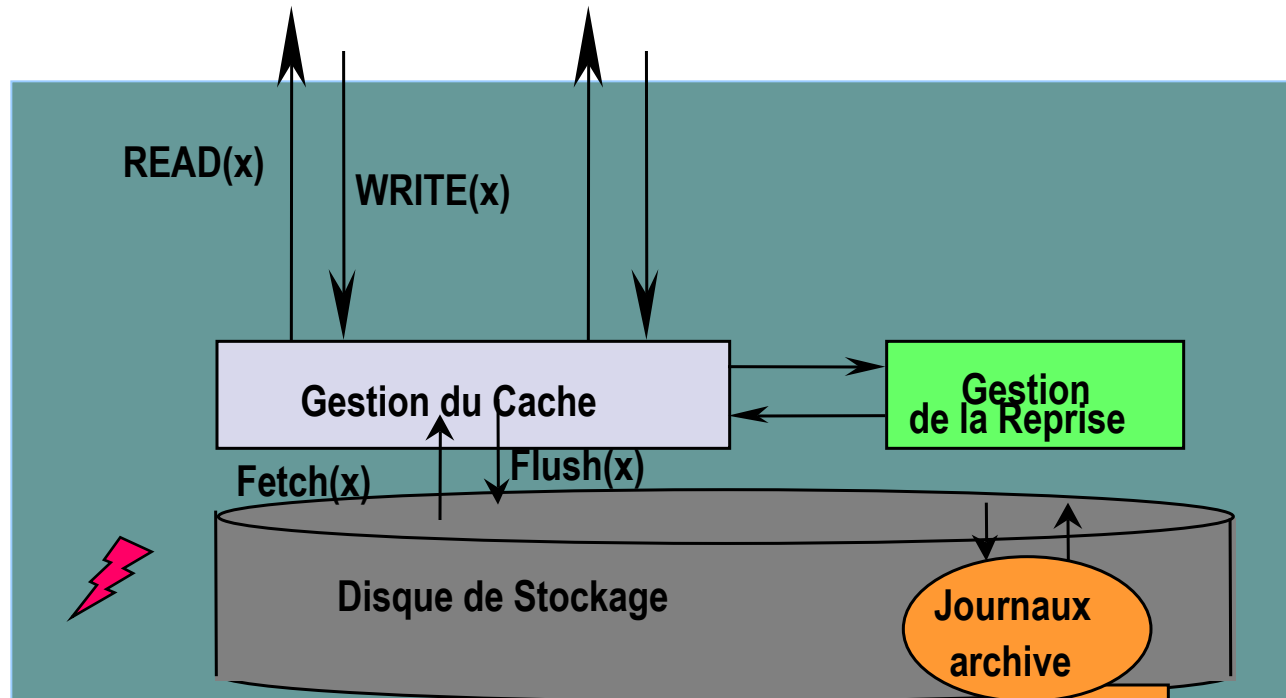 READ(x)
WRITE(x)
Gestion du Cache
Gestion
de la Reprise
Fetch(x)
Flush(x)
Disque de Stockage
Journaux
archive